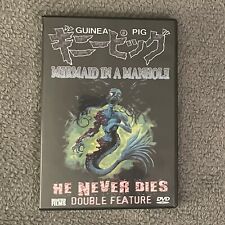 GUINEA PIG
ギニーピッグ
MERMAID IN A MANHOLE
HE NEVER DIES
DOUBLE FEATURE
DVD